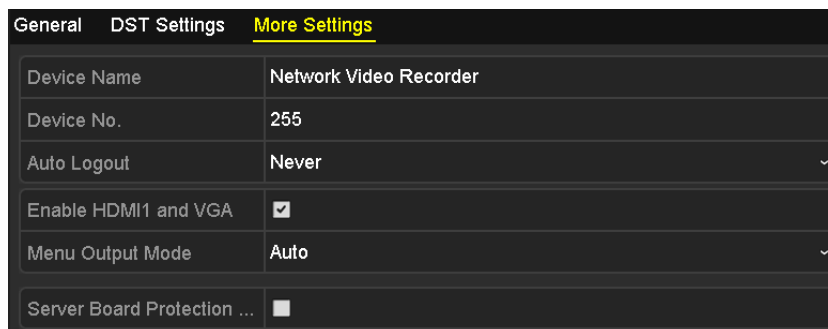 General DST Settings More Settings
Device Name Network Video Recorder
Device No. 255
Auto Logout Never
Enable HDMI1 and VGA
Menu Output Mode Auto
Server Board Protection ...